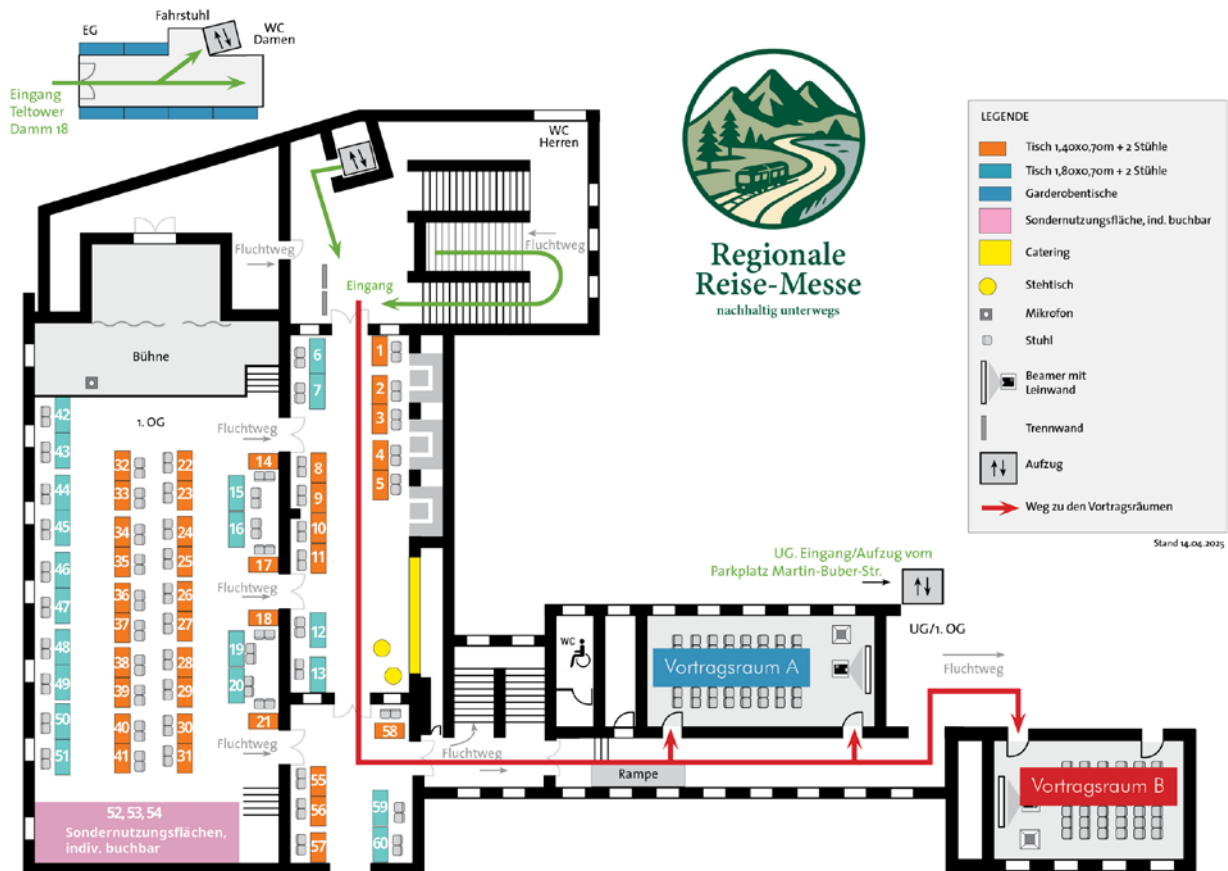 EG
Fahrstuhl
WC
Damen
Eingang
Teltower
Damm 18
WC
Herren
Fluchtweg
Fluchtweg
Eingang
Regionale
Reise-Messe
nachhaltig unterwegs
LEGENDE
Tisch 1,40x0,70m + 2 Stühle
Tisch 1,80x0,70m + 2 Stühle
Garderobentische
Sondernutzungsfläche, ind. buchbar
Catering
Stehtisch
Mikrofon
Stuhl
Beamer mit
Leinwand
Trennwand
Aufzug
Weg zu den Vortragsräumen
Stand 14.04.2025
Bühne
1. OG
Fluchtweg
6
7
1
2
3
4
5
42
43
44
45
46
47
48
49
50
51
32
33
34
35
36
37
38
39
40
41
22
23
24
25
26
27
28
29
30
31
14
15
16
17
Fluchtweg
18
19
20
21
Fluchtweg
8
9
10
11
12
13
58
55
56
57
59
60
52, 53, 54
Sondernutzungsflächen,
indiv. buchbar
Fluchtweg
Fluchtweg
WC
Rampe
UG. Eingang/Aufzug vom
Parkplatz Martin-Buber-Str.
UG/1. OG
Fluchtweg
Vortragsraum A
Vortragsraum B